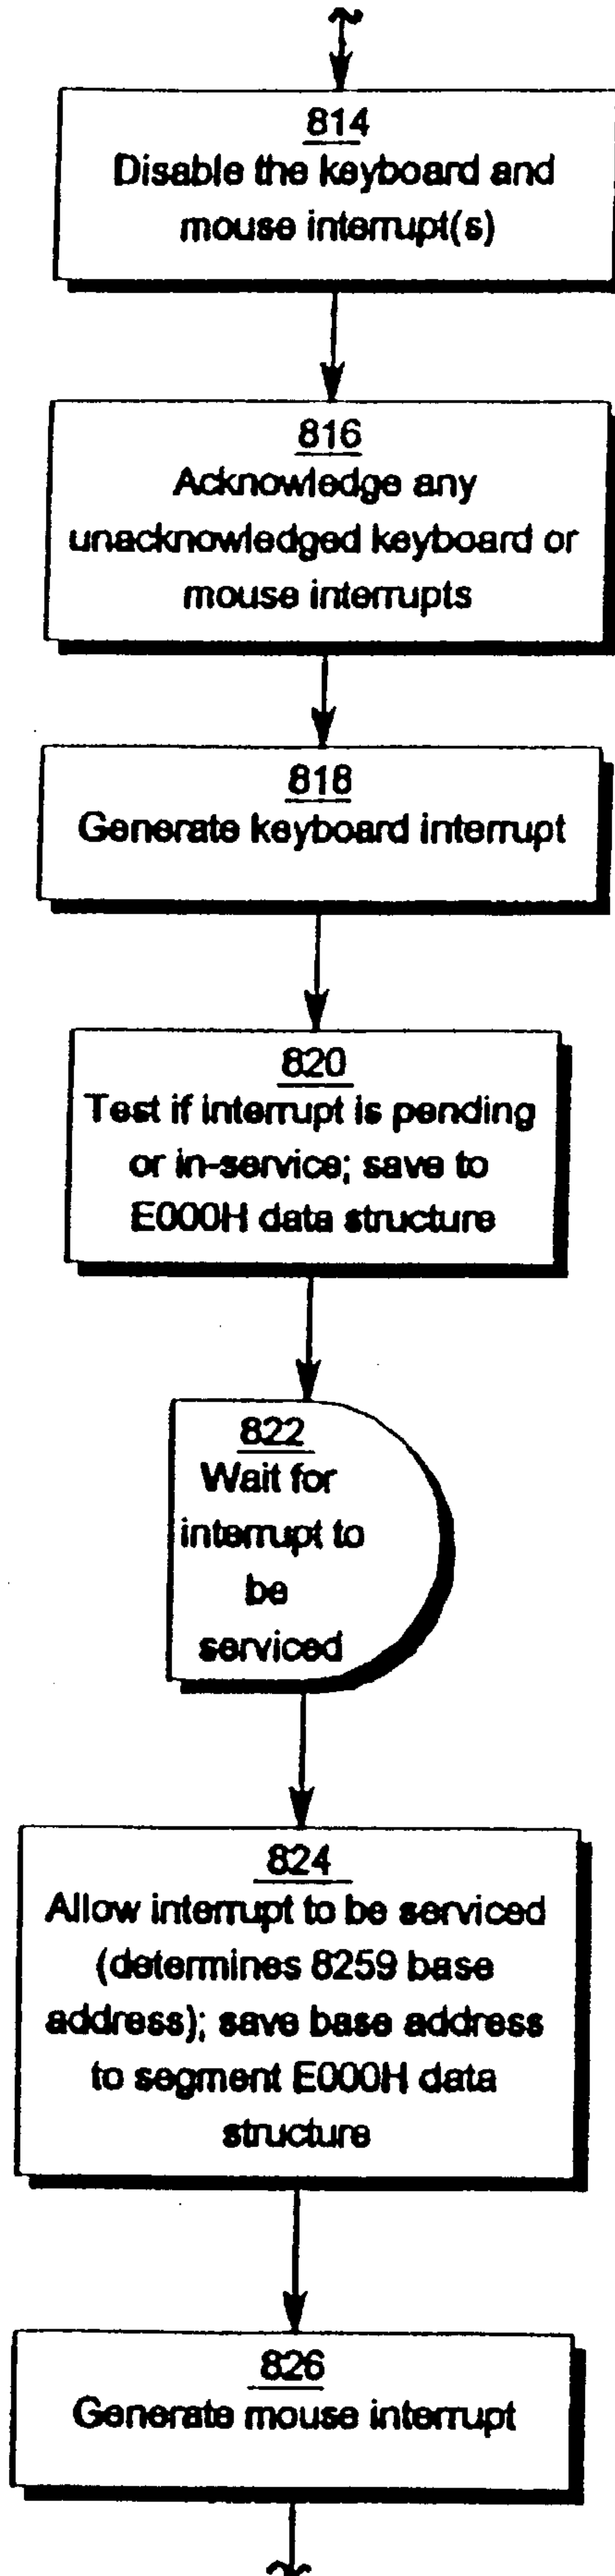 814
Disable the keyboard and
mouse interrupt(s)
816
Acknowledge any
unacknowledged keyboard or
mouse interrupts
818
Generate keyboard interrupt
820
Test if interrupt is pending
or in-service; save to
E000H data structure
822
Wait for
interrupt to
be
serviced
824
Allow interrupt to be serviced
(determines 8259 base
address); save base address
to segment E000H data
structure
826
Generate mouse interrupt